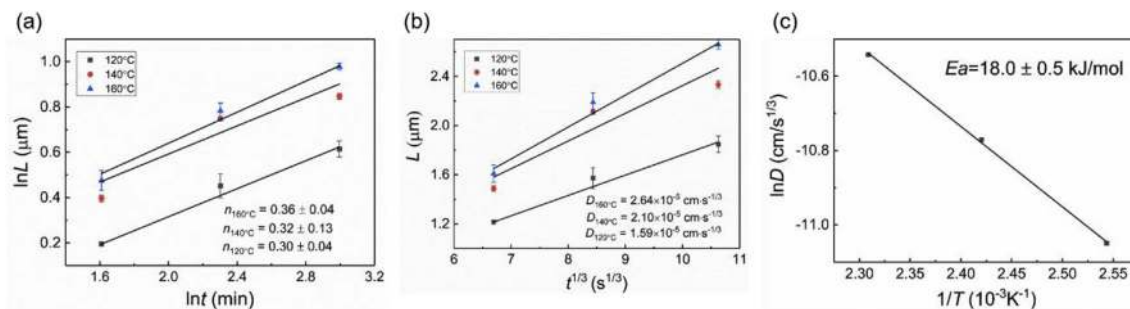 (a)
120°C
140°C
160°C
lnL (μm)
1.0
0.8
0.6
0.4
0.2
n160°C = 0.36 ± 0.04
n140°C = 0.32 ± 0.13
n120°C = 0.30 ± 0.04
1.6 2.0 2.4 2.8 3.2
lnt (min)
(b)
120°C
140°C
160°C
L (μm)
2.4
2.0
1.6
1.2
D160°C = 2.64×10-5 cm·s-1/3
D140°C = 2.10×10-5 cm·s-1/3
D120°C = 1.59×10-5 cm·s-1/3
6 7 8 9 10 11
t1/3 (s1/3)
(c)
Ea=18.0 ± 0.5 kJ/mol
lnD (cm/s1/3)
-10.6
-10.8
-11.0
2.30 2.35 2.40 2.45 2.50 2.55
1/T (10-3K-1)